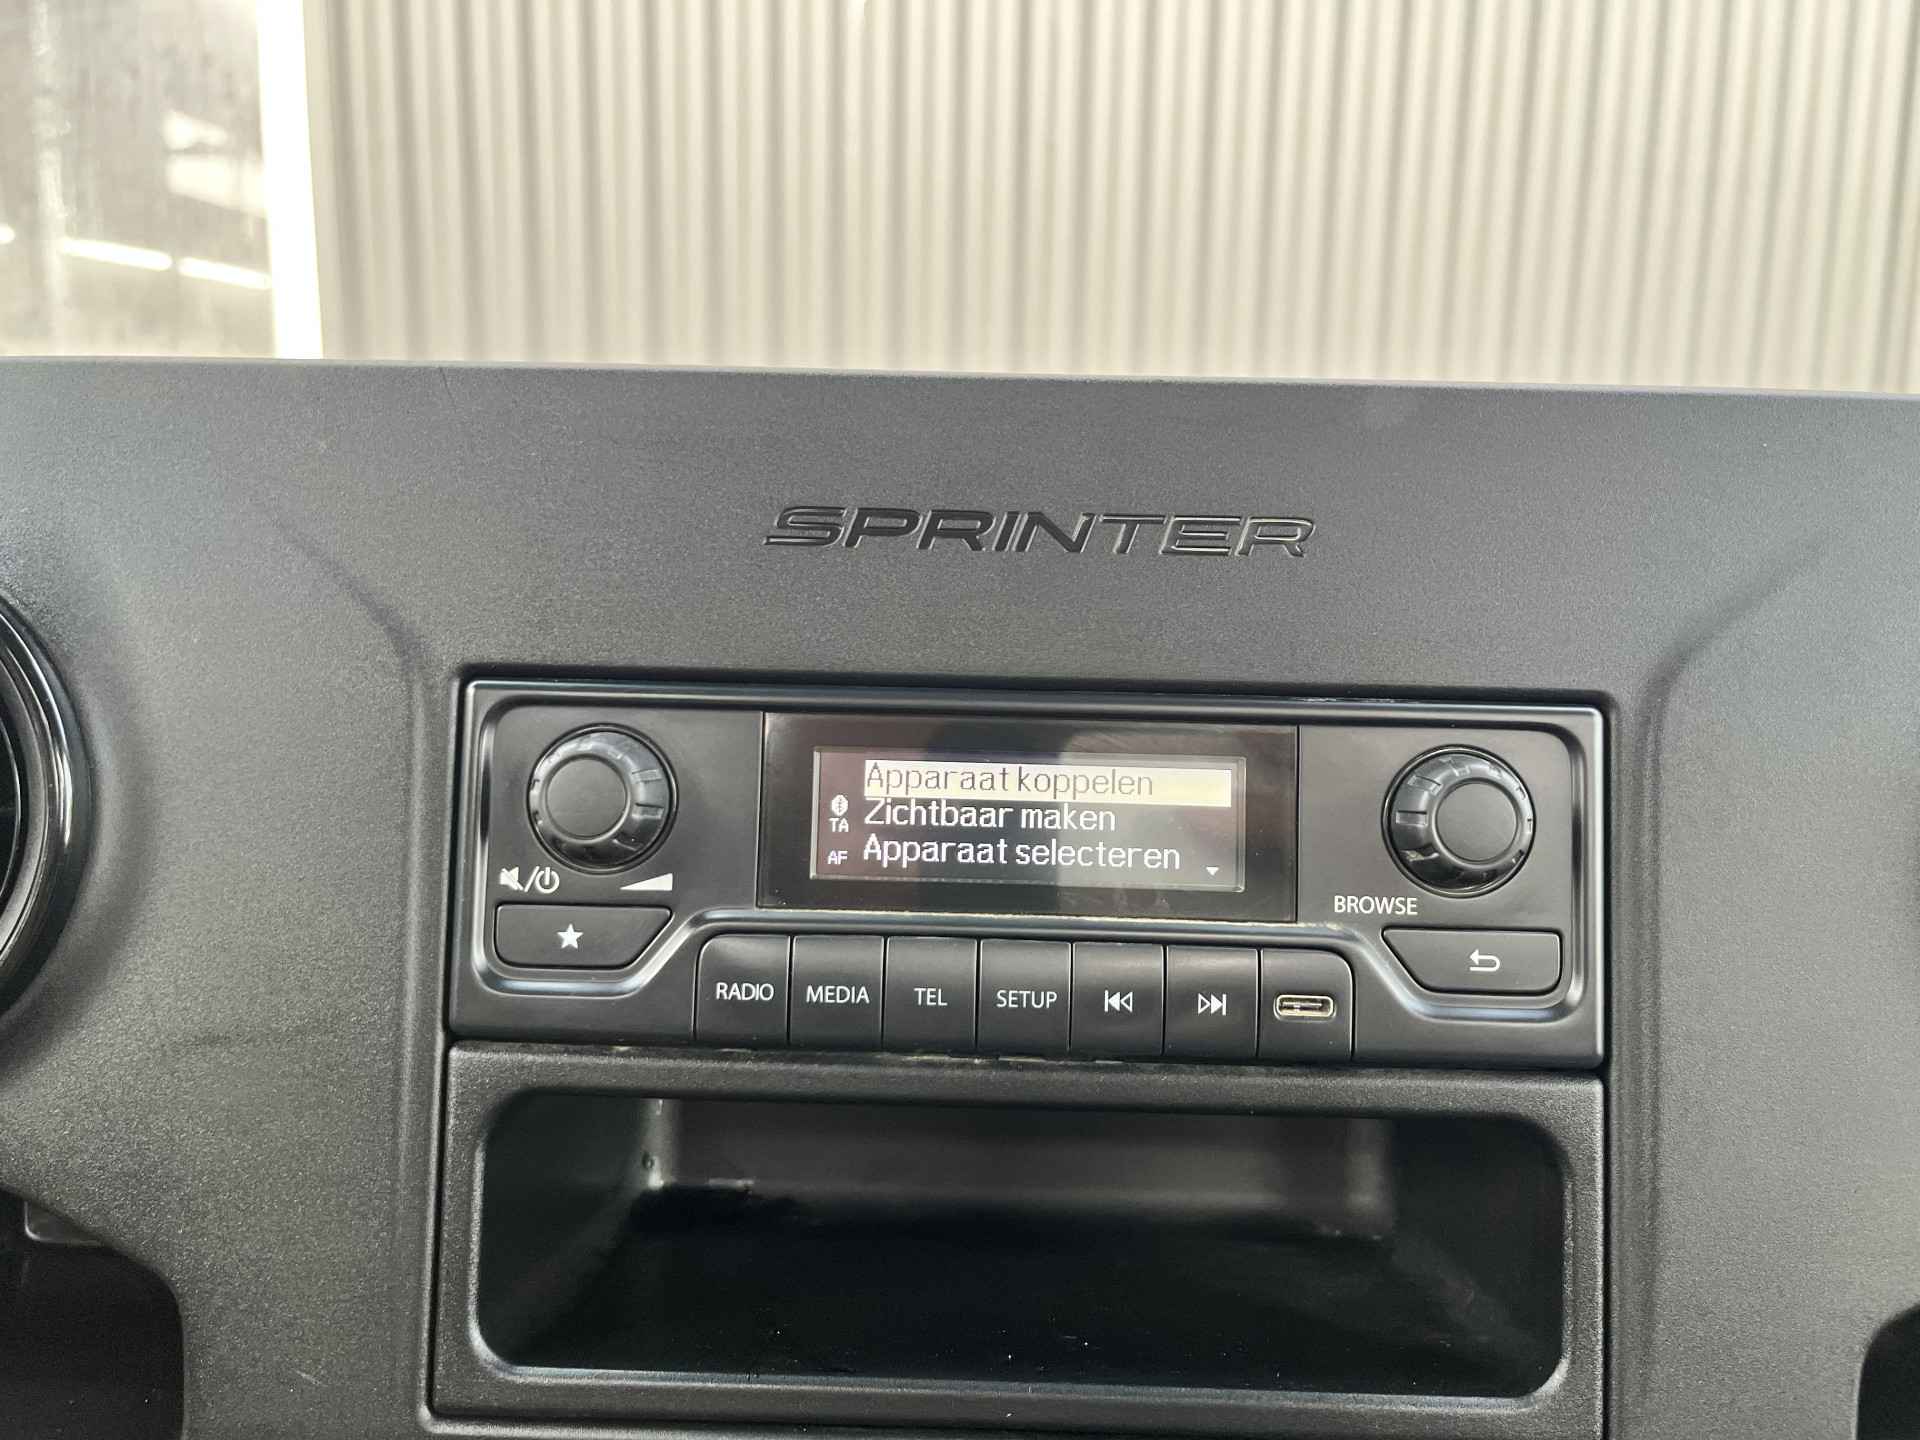 SPRINTER
Apparaat koppelen
Zichtbaar maken
TA
Apparaat selecteren
AF
BROWSE
RADIO
MEDIA
TEL
SETUP